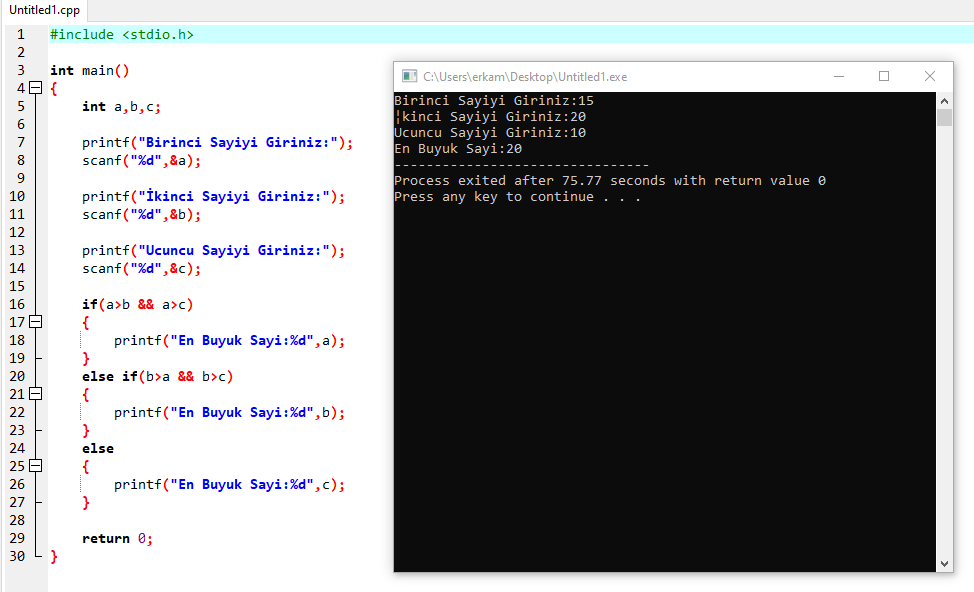 Untitled1.cpp
1 #include <stdio.h>
2
3 int main()
4 {
5 int a,b,c;
6
7 printf("Birinci Sayiyi Giriniz:");
8 scanf("%d",&a);
9
10 printf("İkinci Sayiyi Giriniz:");
11 scanf("%d",&b);
12
13 printf("Ucuncu Sayiyi Giriniz:");
14 scanf("%d",&c);
15
16 if(a>b && a>c)
17 {
18 printf("En Buyuk Sayi:%d",a);
19 }
20 else if(b>a && b>c)
21 {
22 printf("En Buyuk Sayi:%d",b);
23 }
24 else
25 {
26 printf("En Buyuk Sayi:%d",c);
27 }
28
29 return 0;
30 }
C:\Users\erkam\Desktop\Untitled1.exe
Birinci Sayiyi Giriniz:15
¦kinci Sayiyi Giriniz:20
Ucuncu Sayiyi Giriniz:10
En Buyuk Sayi:20
--------------------------------
Process exited after 75.77 seconds with return value 0
Press any key to continue . . .